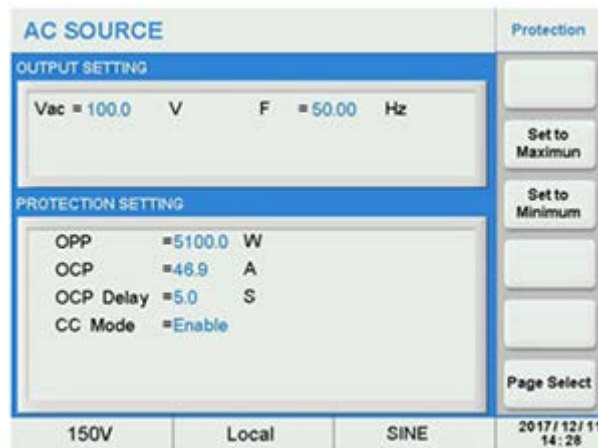 AC SOURCE
Protection
OUTPUT SETTING
Vac = 100.0 V F = 50.00 Hz
Set to
Maximun
PROTECTION SETTING
Set to
Minimum
OPP =5100.0 W
OCP =46.9 A
OCP Delay =5.0 S
CC Mode =Enable
Page Select
150V Local SINE
2017/12/11
14:28